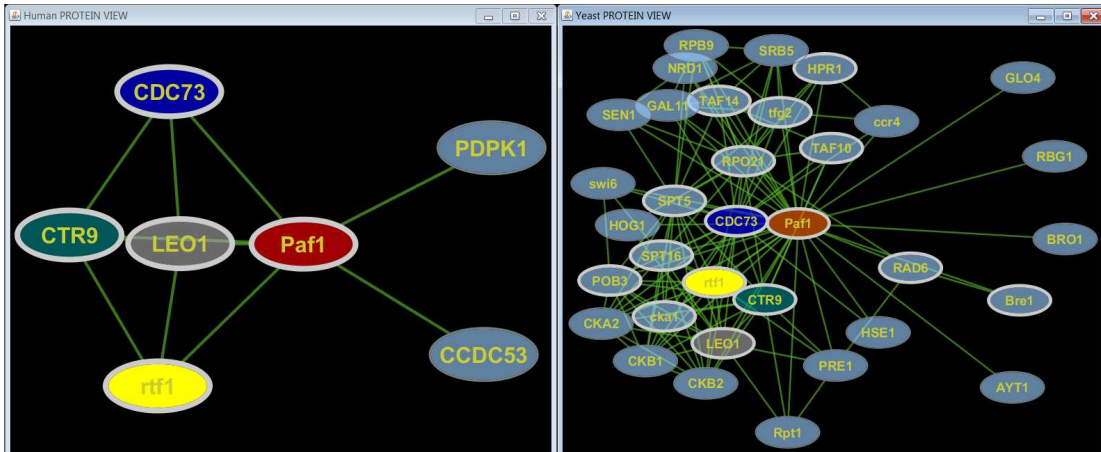 Human PROTEIN VIEW
CDC73
PDPK1
CTR9
LEO1
Paf1
CCDC53
rtf1
Yeast PROTEIN VIEW
RPB9
SRB5
NRD1
HPR1
GLO4
SEN1
GAL11
TAF14
tfg2
ccr4
RPO21
TAF10
RBG1
swi6
SPT5
HOG1
CDC73
Paf1
BRO1
SPT16
RAD6
POB3
rtf1
CTR9
Bre1
CKA2
cka1
HSE1
LEO1
CKB1
PRE1
CKB2
AYT1
Rpt1